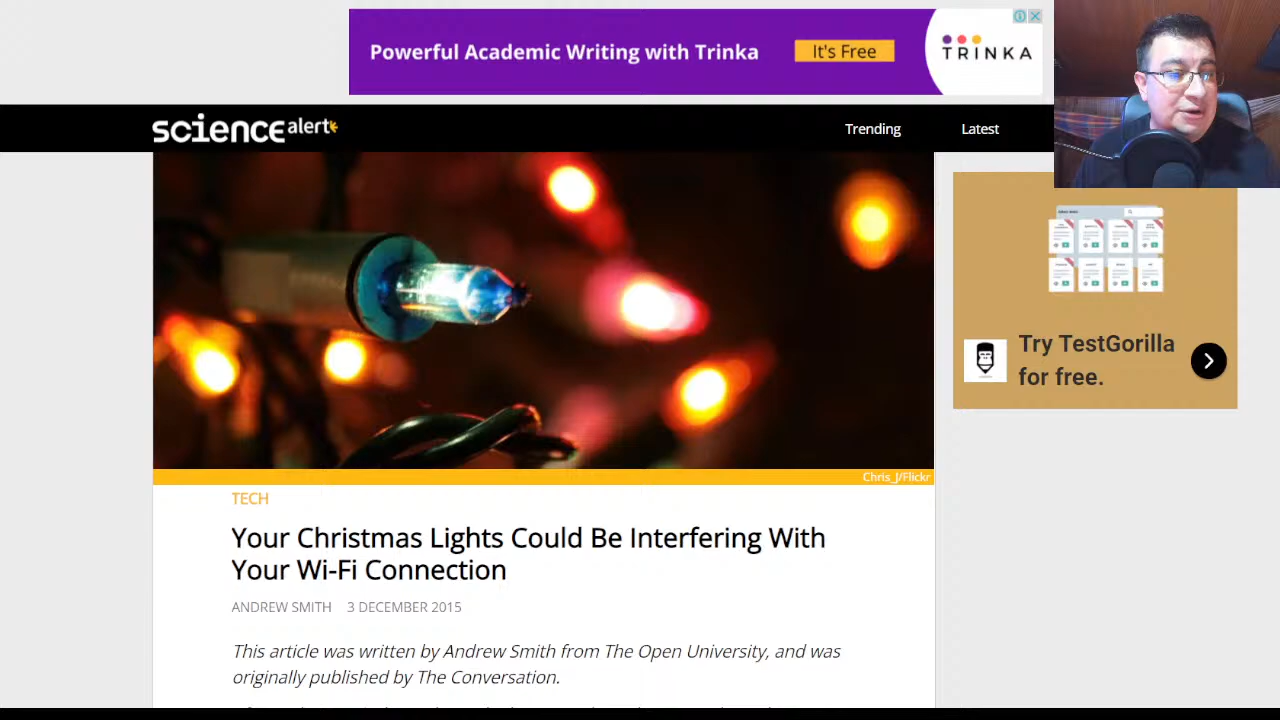 Powerful Academic Writing with Trinka
It's Free
TRINKA
sciencealert
Trending
Latest
Try TestGorilla
for free.
Chris_J/Flickr
TECH
Your Christmas Lights Could Be Interfering With
Your Wi-Fi Connection
ANDREW SMITH 3 DECEMBER 2015
This article was written by Andrew Smith from The Open University, and was
originally published by The Conversation.